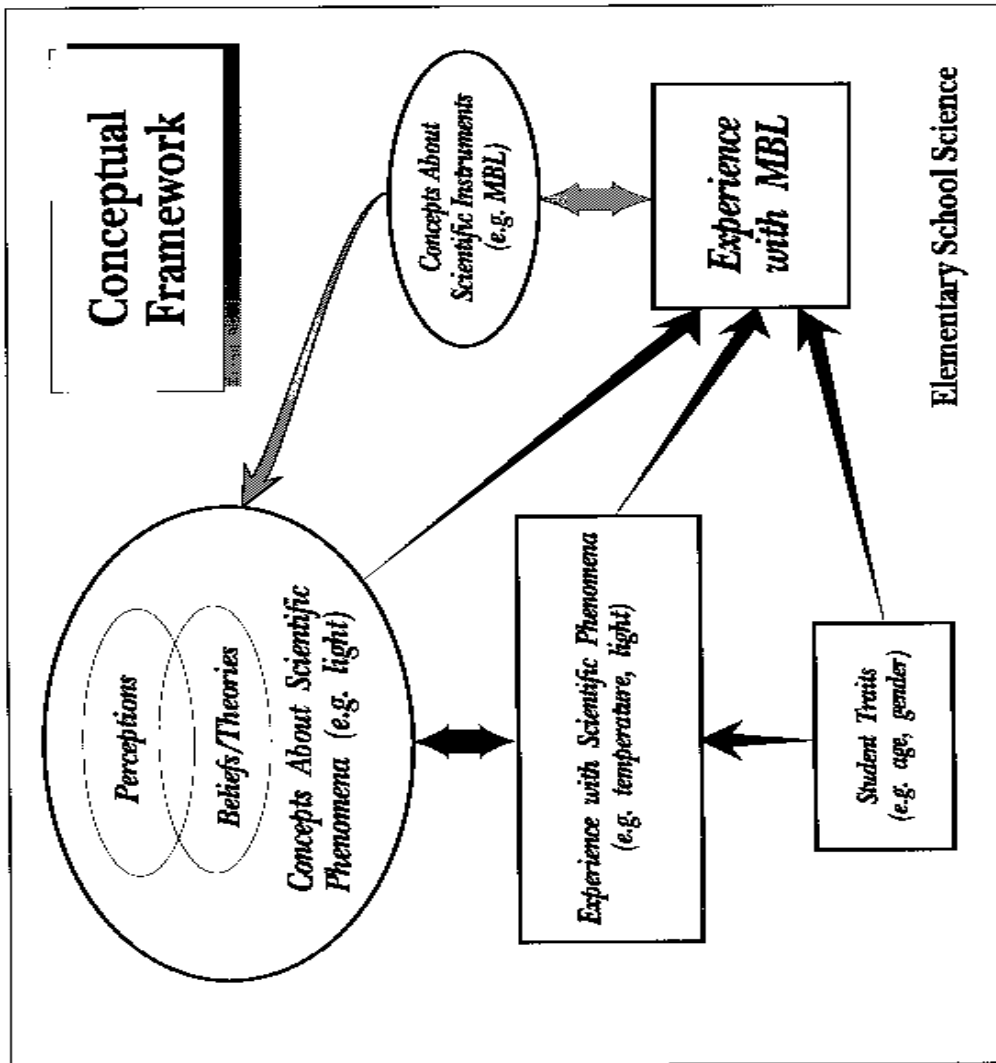 Conceptual
Framework
Perceptions
Beliefs/Theories
Concepts About Scientific
Phenomena (e.g. light)
Concepts About
Scientific Instruments
(e.g. MBL)
Experience with Scientific Phenomena
(e.g. temperature, light)
Experience
with MBL
Student Traits
(e.g. age, gender)
Elementary School Science